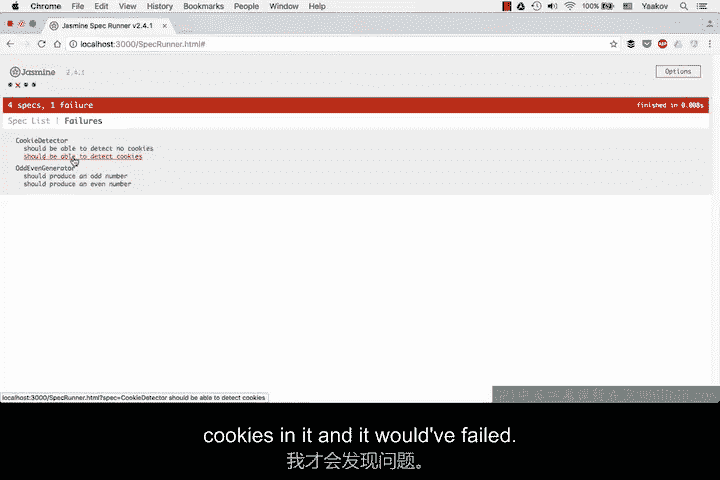 Chrome File Edit View History Bookmarks People Window Help 100% Yaakov
Jasmine Spec Runner v2.4.1
localhost:3000/SpecRunner.html#
Jasmine 2.4.1 Options
4 specs, 1 failure finished in 0.008s
Spec List | Failures
CookieDetector
should be able to detect no cookies
should be able to detect cookies
OddEvenGenerator
should produce an odd number
should produce an even number
localhost:3000/SpecRunner.html?spec=CookieDetector should be able to detect cookies
cookies in it and it would've failed.
我才会发现问题。